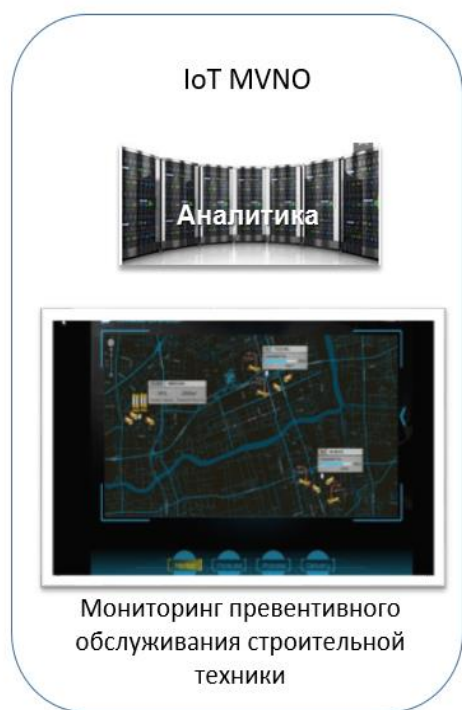 IoT MVNO
Аналитика
Мониторинг превентивного
обслуживания строительной
техники